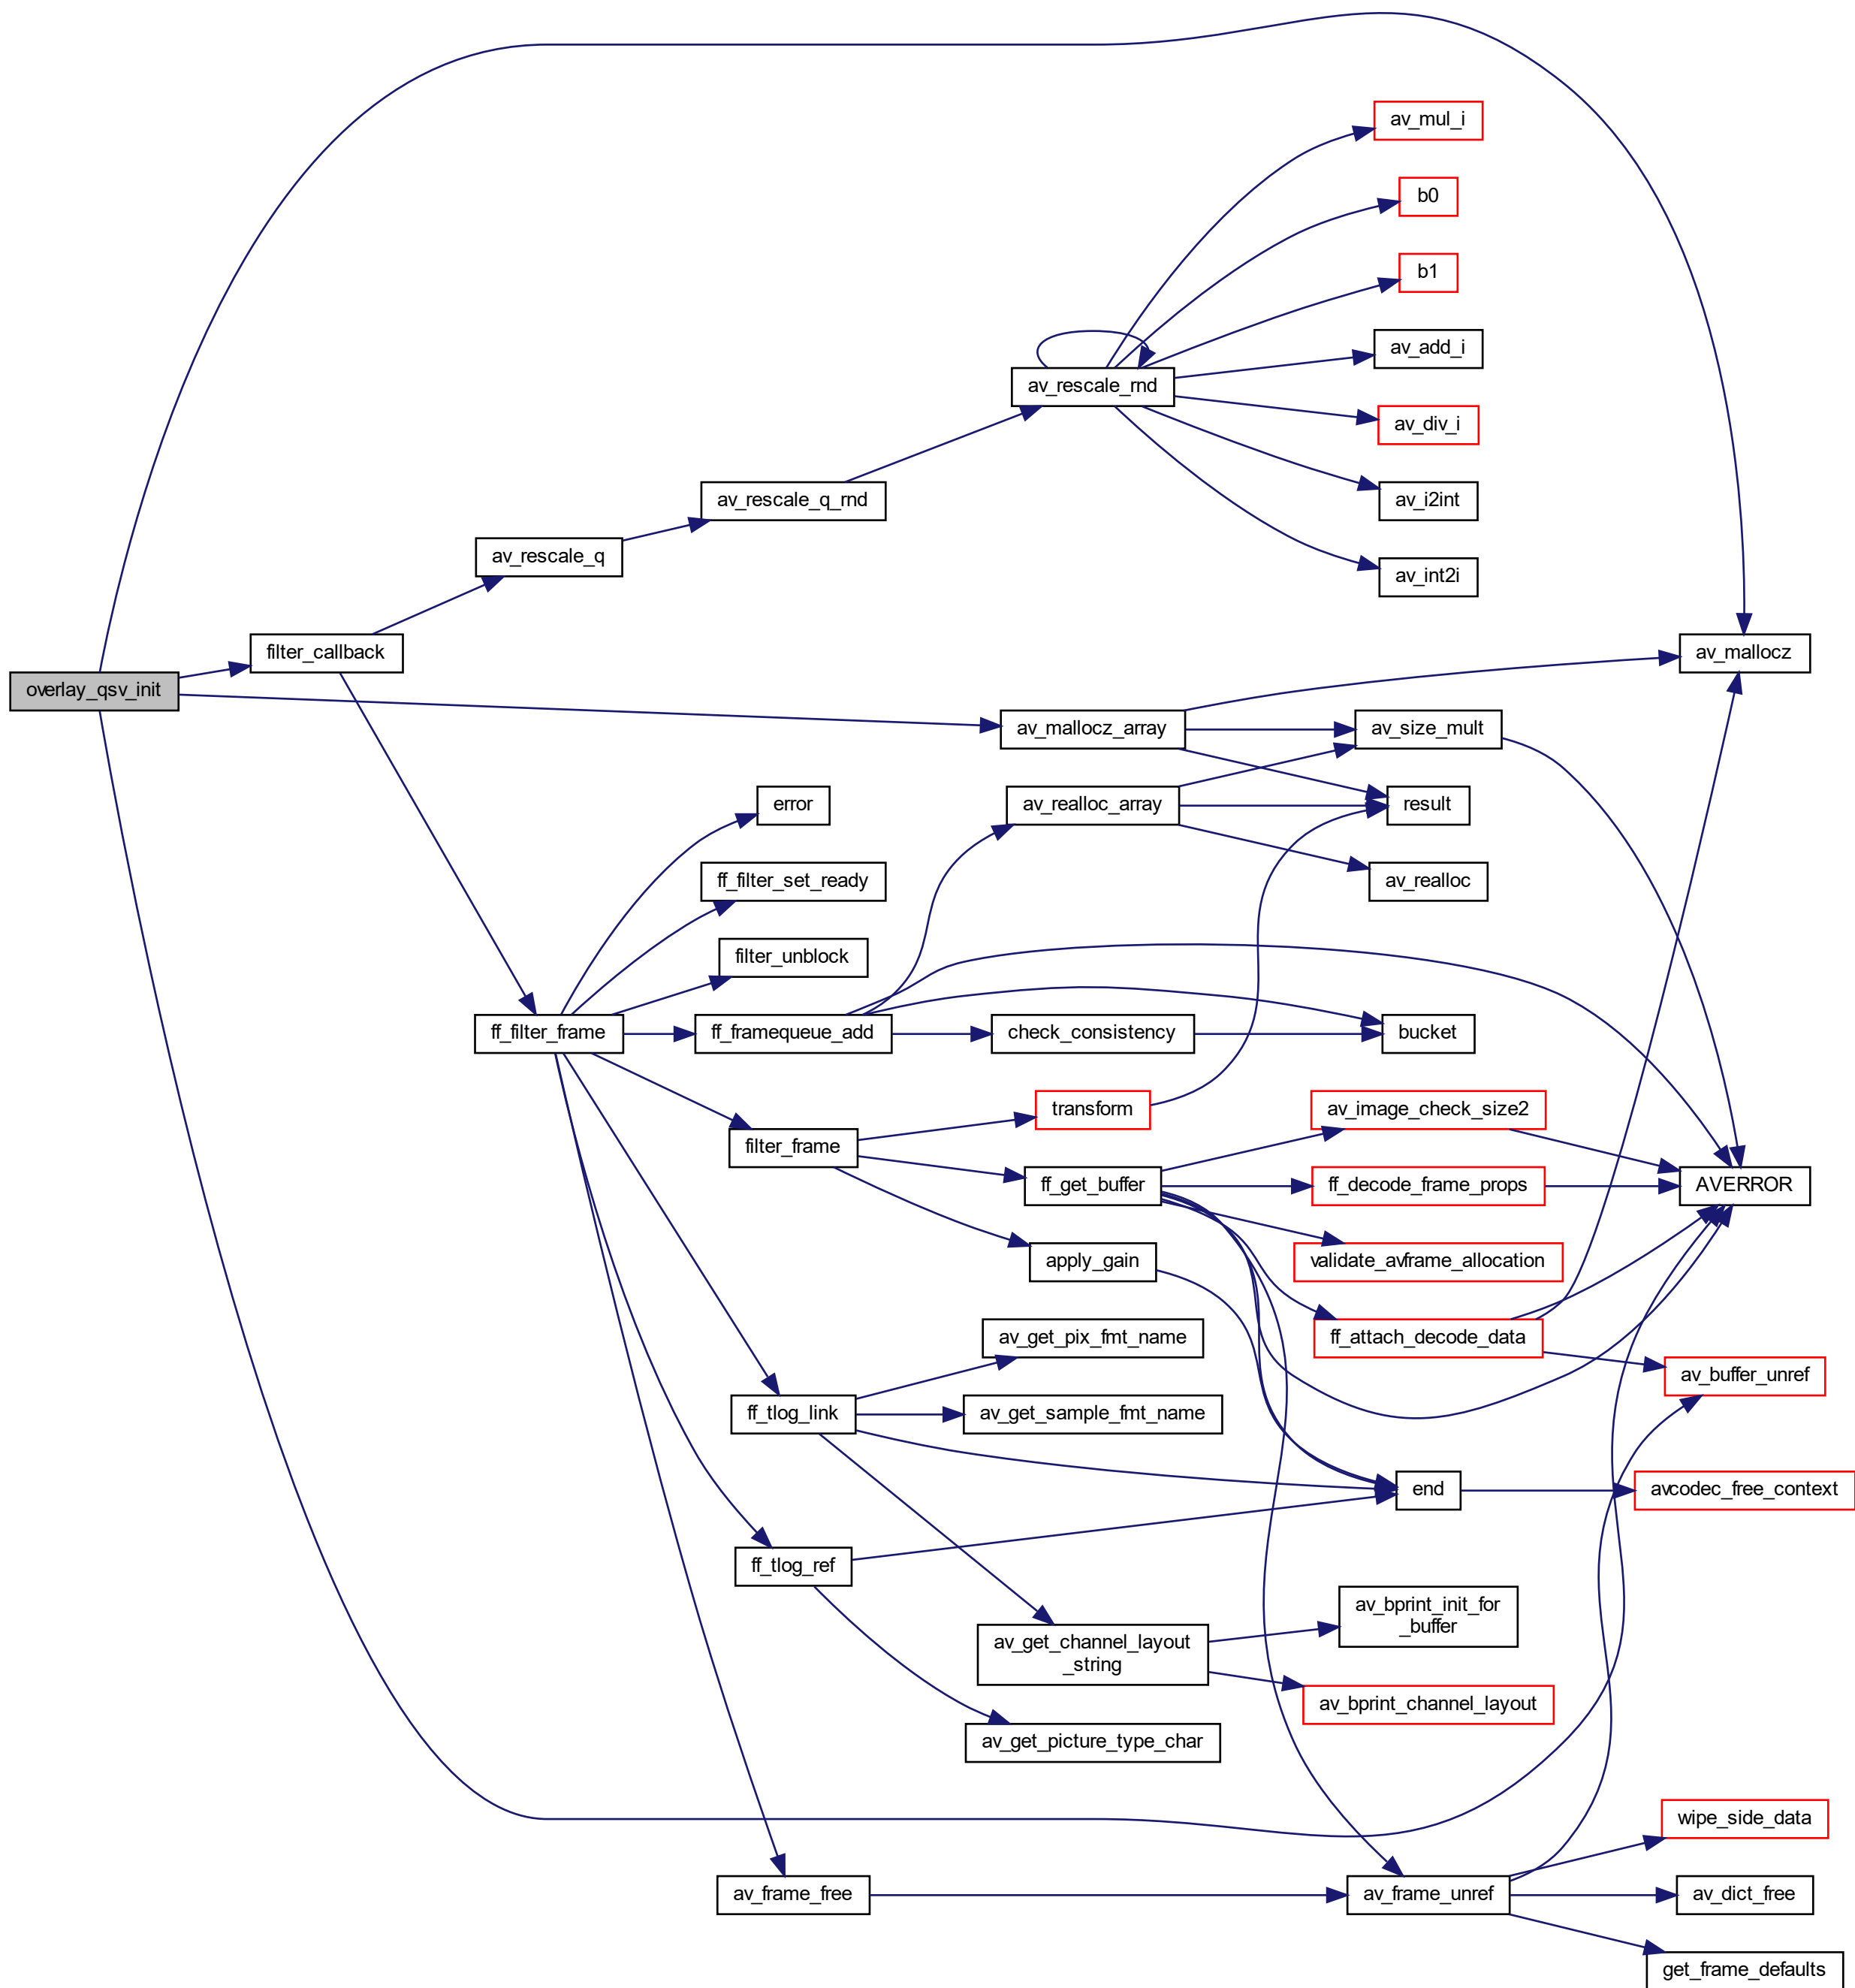 av_mul_i
b0
b1
av_add_i
av_rescale_rnd
av_div_i
av_rescale_q_rnd
av_i2int
av_rescale_q
av_int2i
filter_callback
av_mallocz
overlay_qsv_init
av_mallocz_array
av_size_mult
error
av_realloc_array
result
ff_filter_set_ready
av_realloc
filter_unblock
ff_filter_frame
ff_framequeue_add
check_consistency
bucket
transform
av_image_check_size2
filter_frame
ff_get_buffer
ff_decode_frame_props
AVERROR
apply_gain
validate_avframe_allocation
av_get_pix_fmt_name
ff_attach_decode_data
av_buffer_unref
ff_tlog_link
av_get_sample_fmt_name
end
avcodec_free_context
ff_tlog_ref
av_bprint_init_for
_buffer
av_get_channel_layout
_string
av_bprint_channel_layout
av_get_picture_type_char
wipe_side_data
av_frame_free
av_frame_unref
av_dict_free
get_frame_defaults